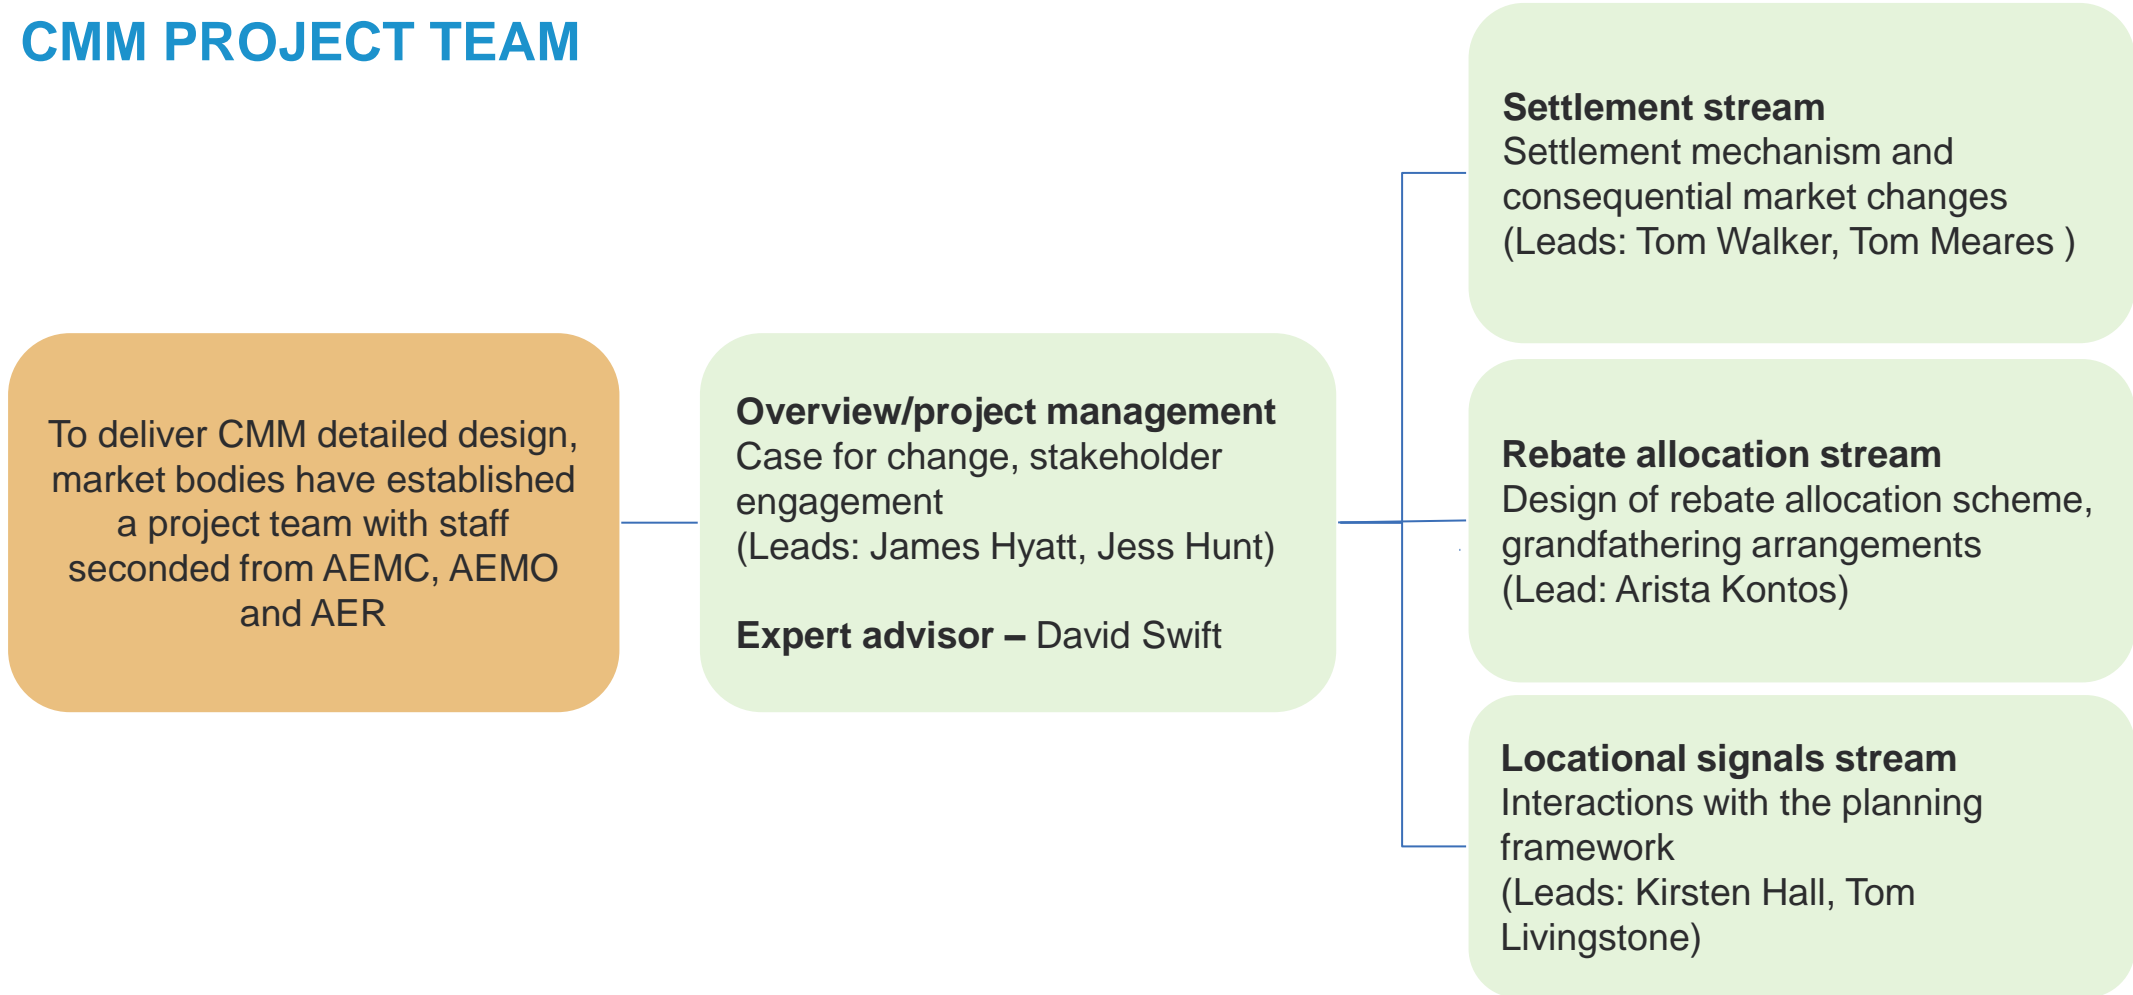 CMM PROJECT TEAM
To deliver CMM detailed design,
market bodies have established
a project team with staff
seconded from AEMC, AEMO
and AER
Overview/project management
Case for change, stakeholder
engagement
(Leads: James Hyatt, Jess Hunt)
Expert advisor – David Swift
Settlement stream
Settlement mechanism and
consequential market changes
(Leads: Tom Walker, Tom Meares )
Rebate allocation stream
Design of rebate allocation scheme,
grandfathering arrangements
(Lead: Arista Kontos)
Locational signals stream
Interactions with the planning
framework
(Leads: Kirsten Hall, Tom
Livingstone)